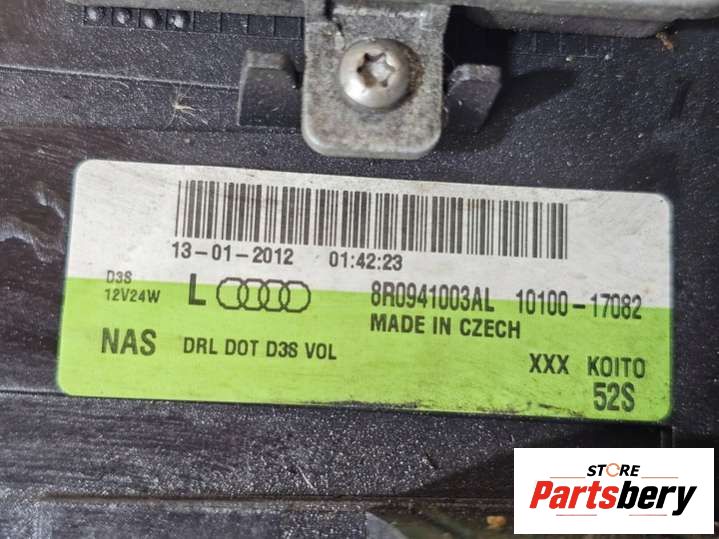 13-01-2012 01:42:23
D3S
12V24W
L
8R0941003AL 10100-17082
MADE IN CZECH
NAS DRL DOT D3S VOL
XXX KOITO
52S
STORE
Partsbery